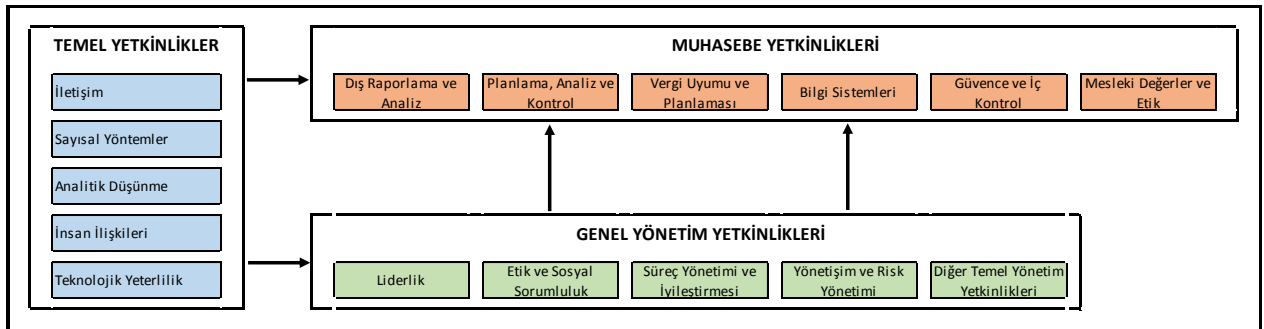 TEMEL YETKİNLİKLER
İletişim
Sayısal Yöntemler
Analitik Düşünme
İnsan İlişkileri
Teknolojik Yeterlilik
MUHASEBE YETKİNLİKLERİ
Dış Raporlama ve
Analiz
Planlama, Analiz ve
Kontrol
Vergi Uyumu ve
Planlaması
Bilgi Sistemleri
Güvence ve İç
Kontrol
Mesleki Değerler ve
Etik
GENEL YÖNETİM YETKİNLİKLERİ
Liderlik
Etik ve Sosyal
Sorumluluk
Süreç Yönetimi ve
İyileştirmesi
Yönetişim ve Risk
Yönetimi
Diğer Temel Yönetim
Yetkinlikleri